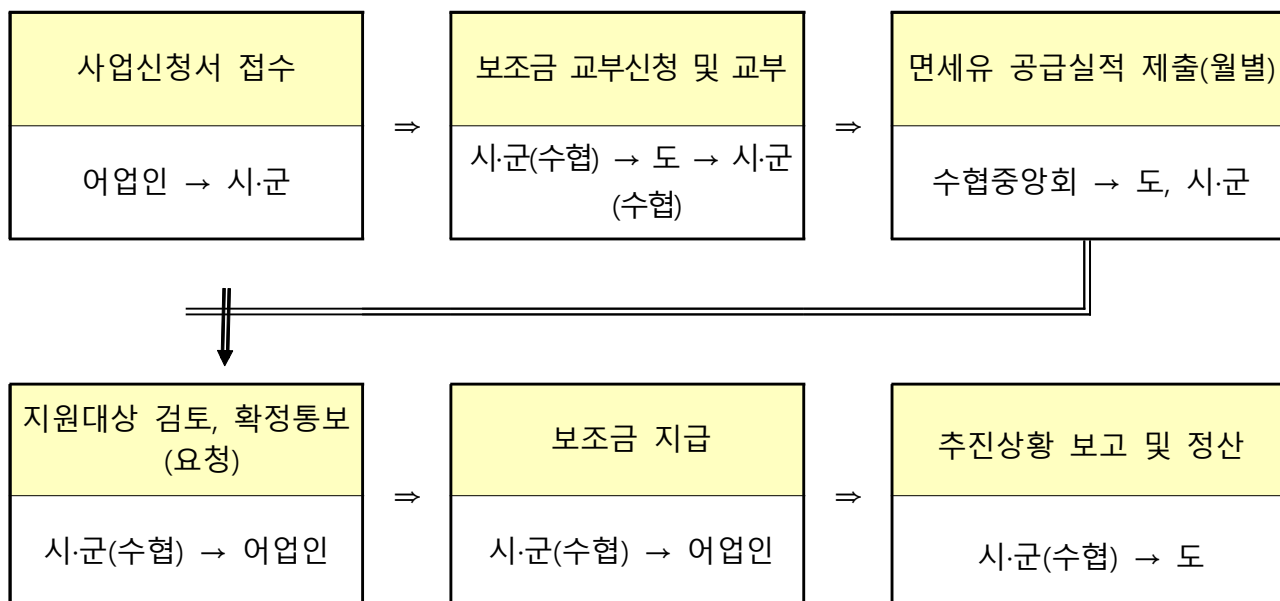 사업신청서 접수
어업인 → 시·군
⇒
보조금 교부신청 및 교부
시·군(수협) → 도 → 시·군
(수협)
⇒
면세유 공급실적 제출(월별)
수협중앙회 → 도, 시·군
지원대상 검토, 확정통보
(요청)
시·군(수협) → 어업인
⇒
보조금 지급
시·군(수협) → 어업인
⇒
추진상황 보고 및 정산
시·군(수협) → 도